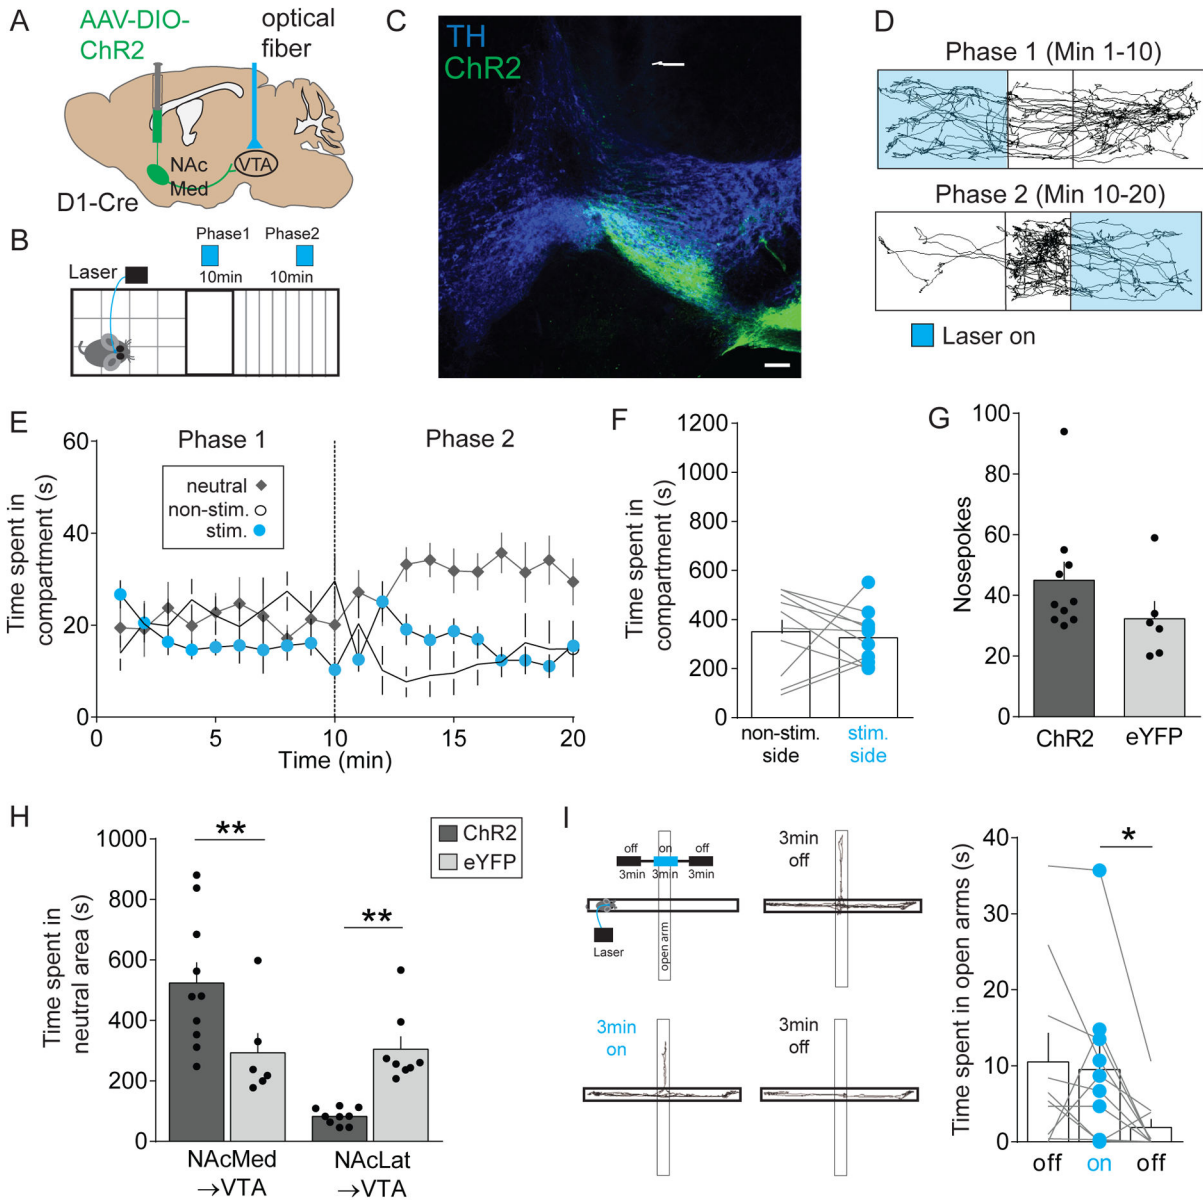 A
AAV-DIO-
ChR2
optical
fiber
NAc
Med
VTA
D1-Cre
B
Phase1
Phase2
10min
10min
Laser
C
TH
ChR2
D
Phase 1 (Min 1-10)
Phase 2 (Min 10-20)
Laser on
E
Phase 1
Phase 2
neutral
non-stim.
stim.
Time spent in
compartment (s)
60
40
20
0
0
5
10
15
20
Time (min)
F
Time spent in
compartment (s)
1200
1000
800
600
400
200
0
non-stim.
side
stim.
side
G
Nosepokes
100
80
60
40
20
0
ChR2
eYFP
H
Time spent in
neutral area (s)
1000
800
600
400
200
0
**
**
ChR2
eYFP
NAcMed
→VTA
NAcLat
→VTA
I
off
on
off
3min
3min
3min
Laser
open arm
3min
off
3min
on
3min
off
Time spent in open arms (s)
40
30
20
10
0
*
off
on
off